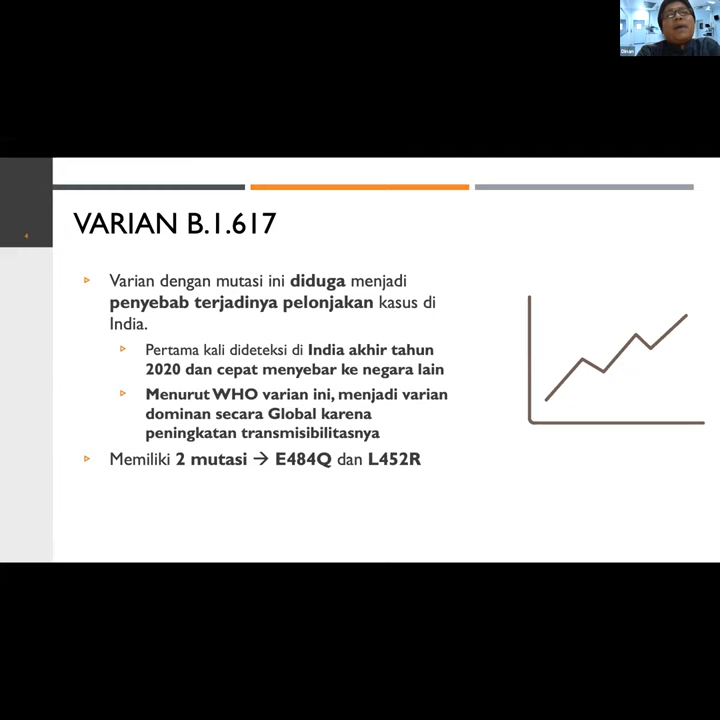 Dinan
4
VARIAN B.1.617
Varian dengan mutasi ini diduga menjadi
penyebab terjadinya pelonjakan kasus di
India.
Pertama kali dideteksi di India akhir tahun
2020 dan cepat menyebar ke negara lain
Menurut WHO varian ini, menjadi varian
dominan secara Global karena
peningkatan transmisibilitasnya
Memiliki 2 mutasi → E484Q dan L452R